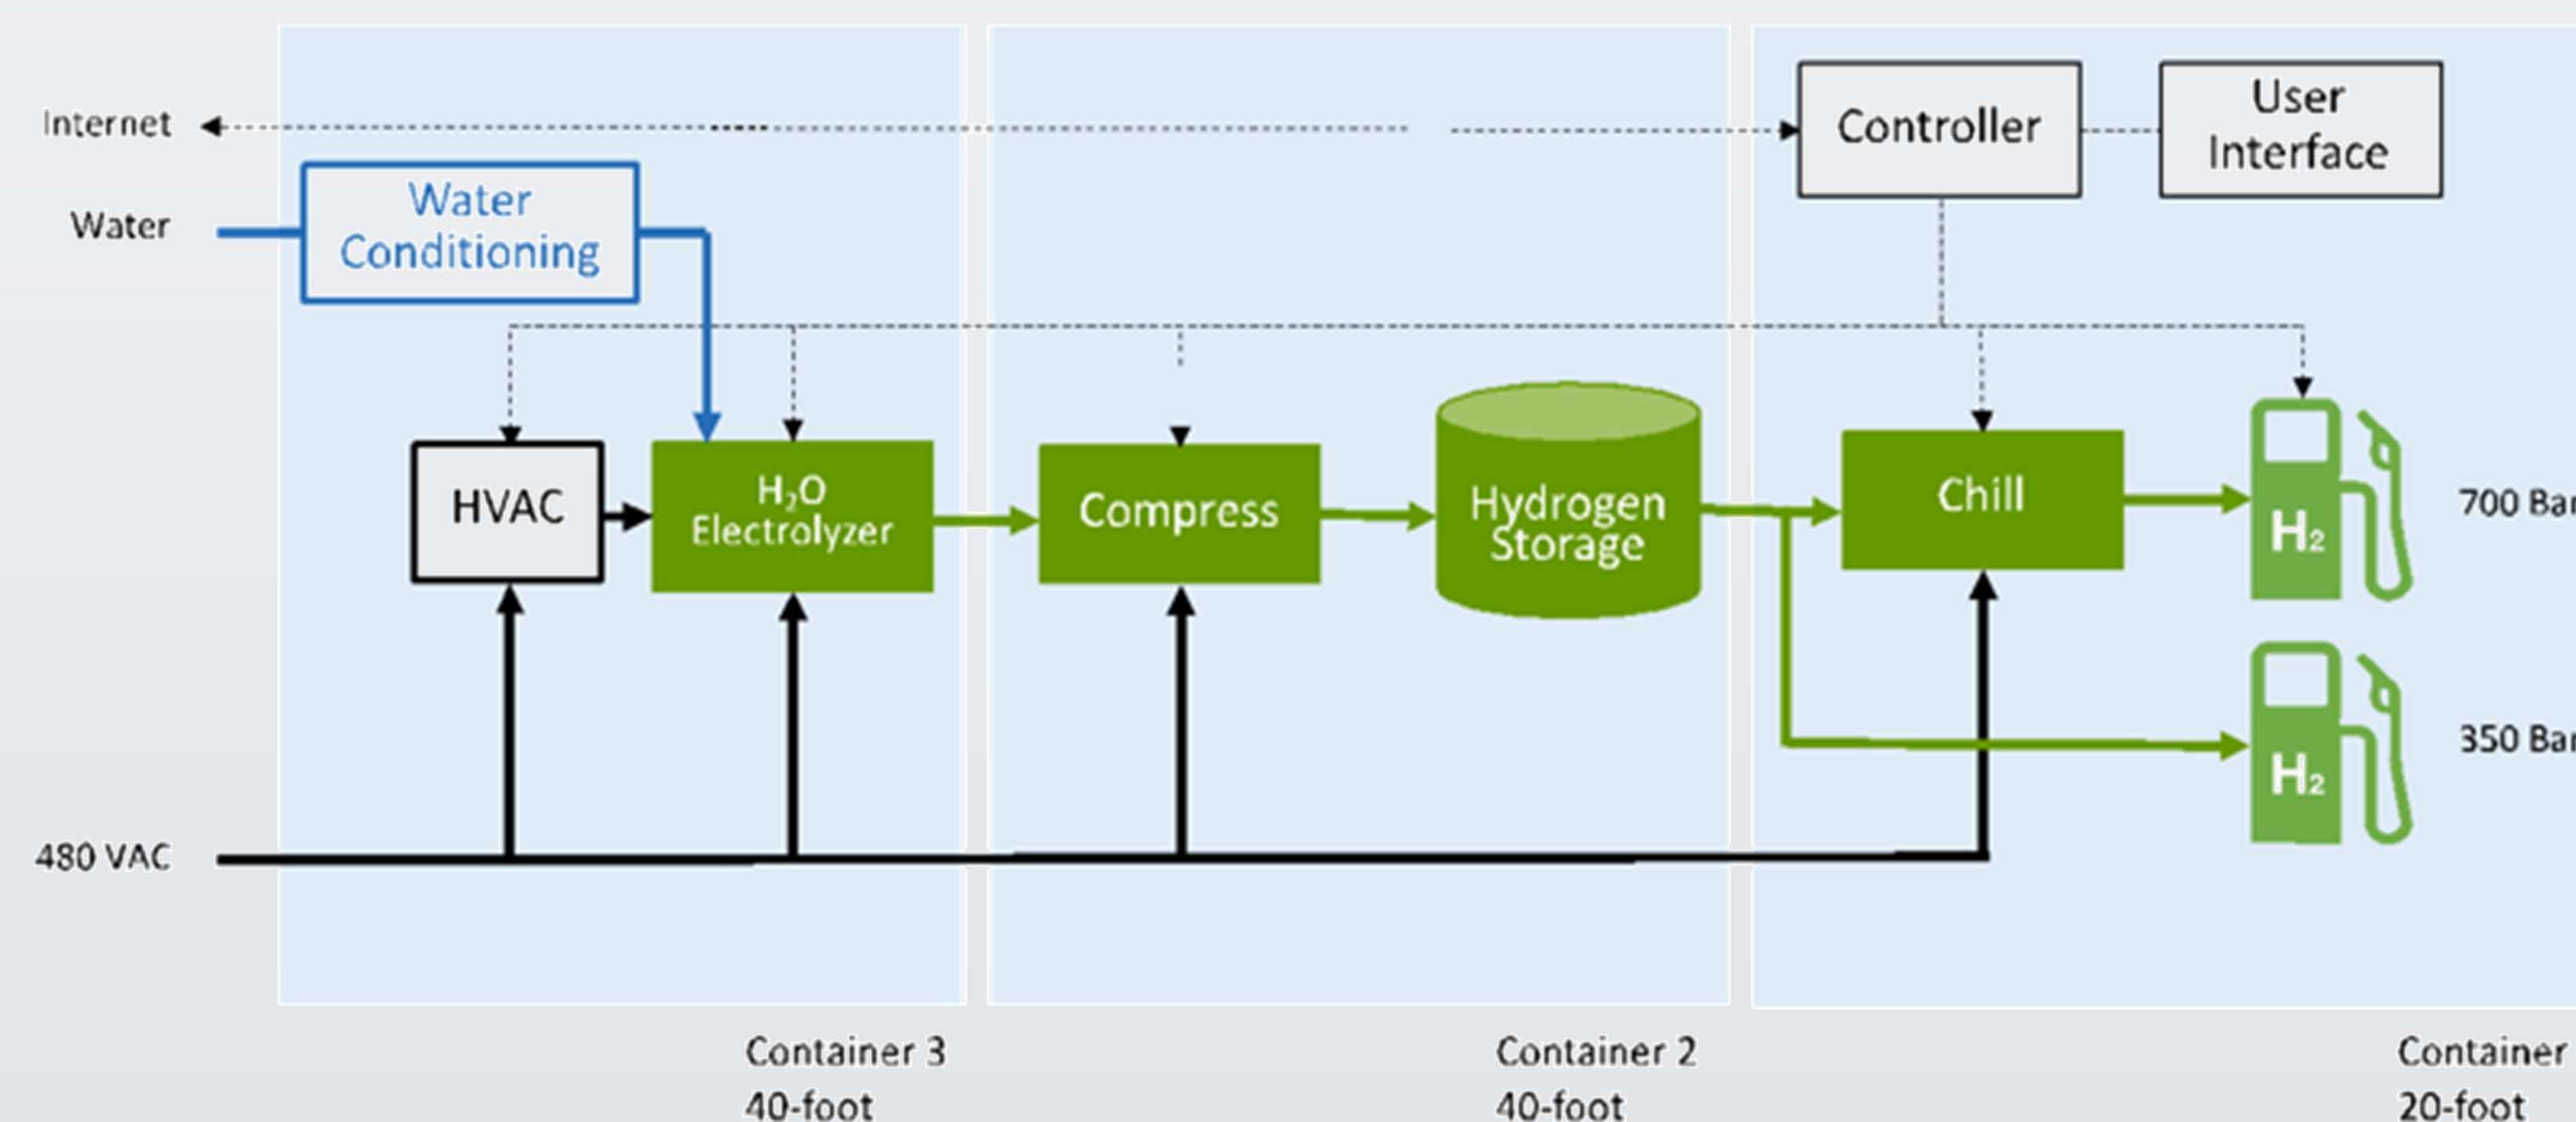 Internet
Controller
User
Interface
Water
Water
Conditioning
HVAC
H₂O
Electrolyzer
Compress
Hydrogen
Storage
Chill
H₂
700 Bar
H₂
350 Bar
480 VAC
Container 3
40-foot
Container 2
40-foot
Container
20-foot